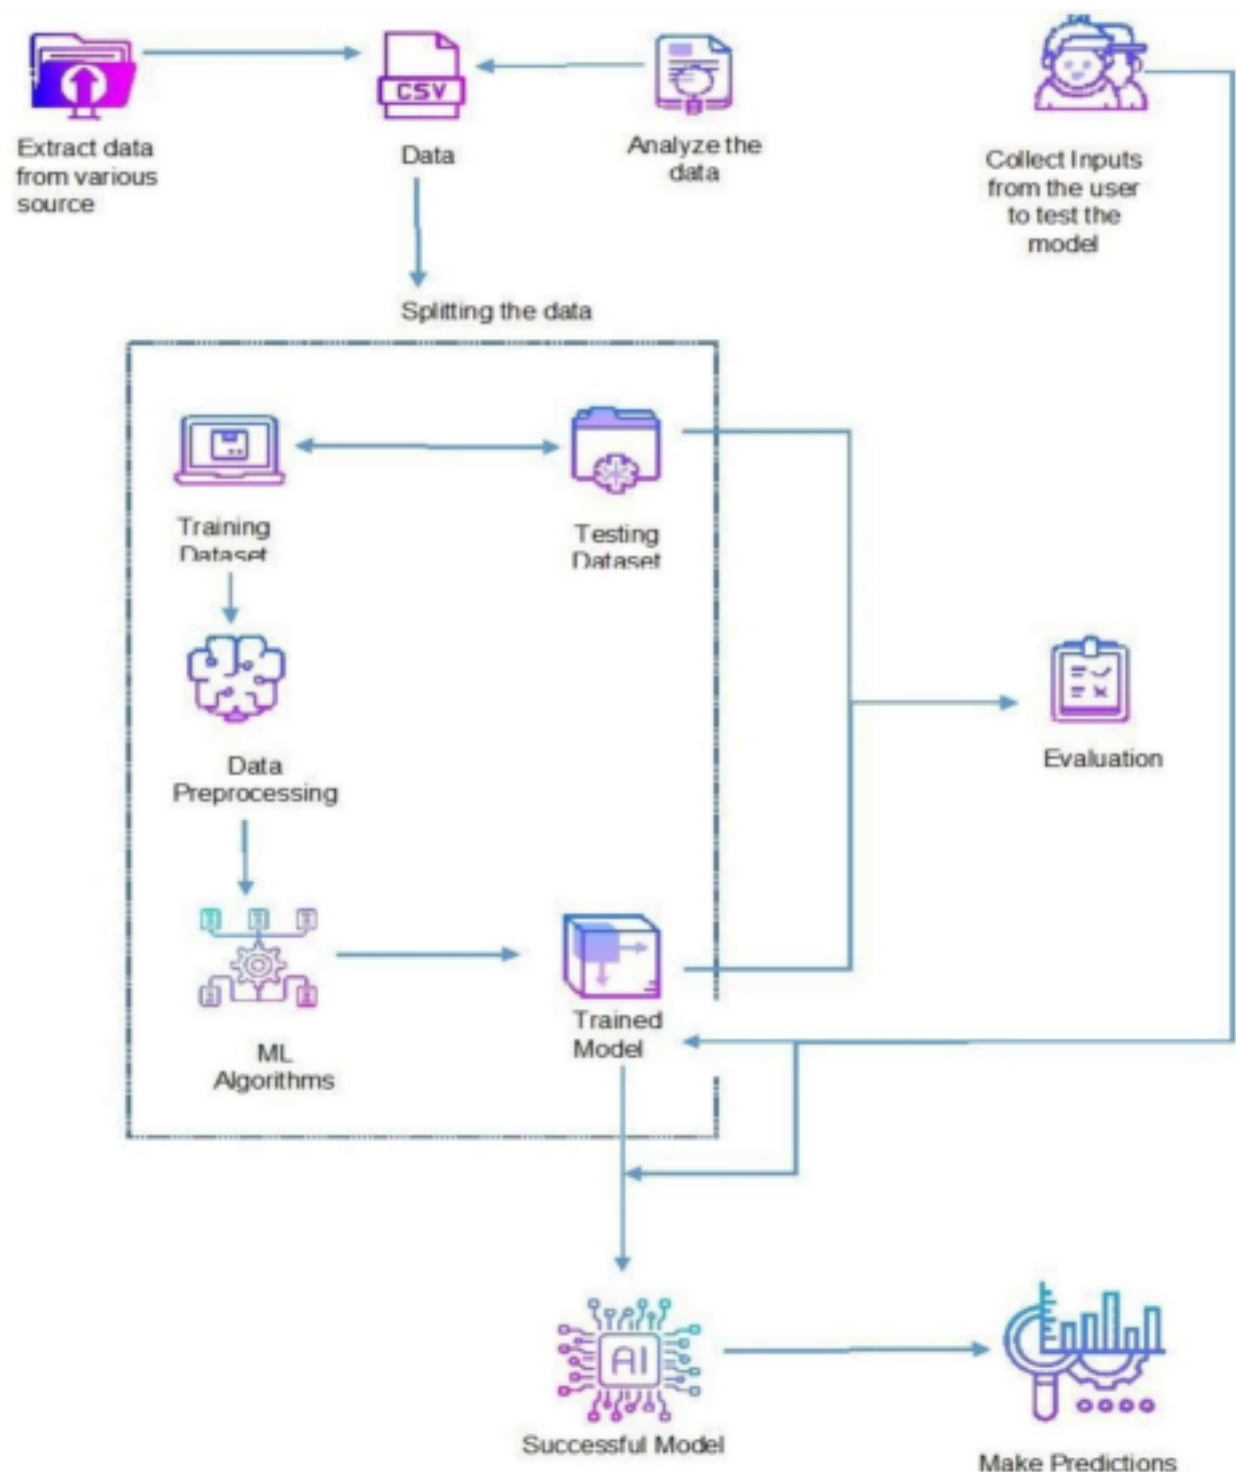 Extract data
from various
source
CSV
Data
Analyze the
data
Collect Inputs
from the user
to test the
model
Splitting the data
Training
Dataset
Testing
Dataset
Data
Preprocessing
Evaluation
ML
Algorithms
Trained
Model
AI
Successful Model
Make Predictions